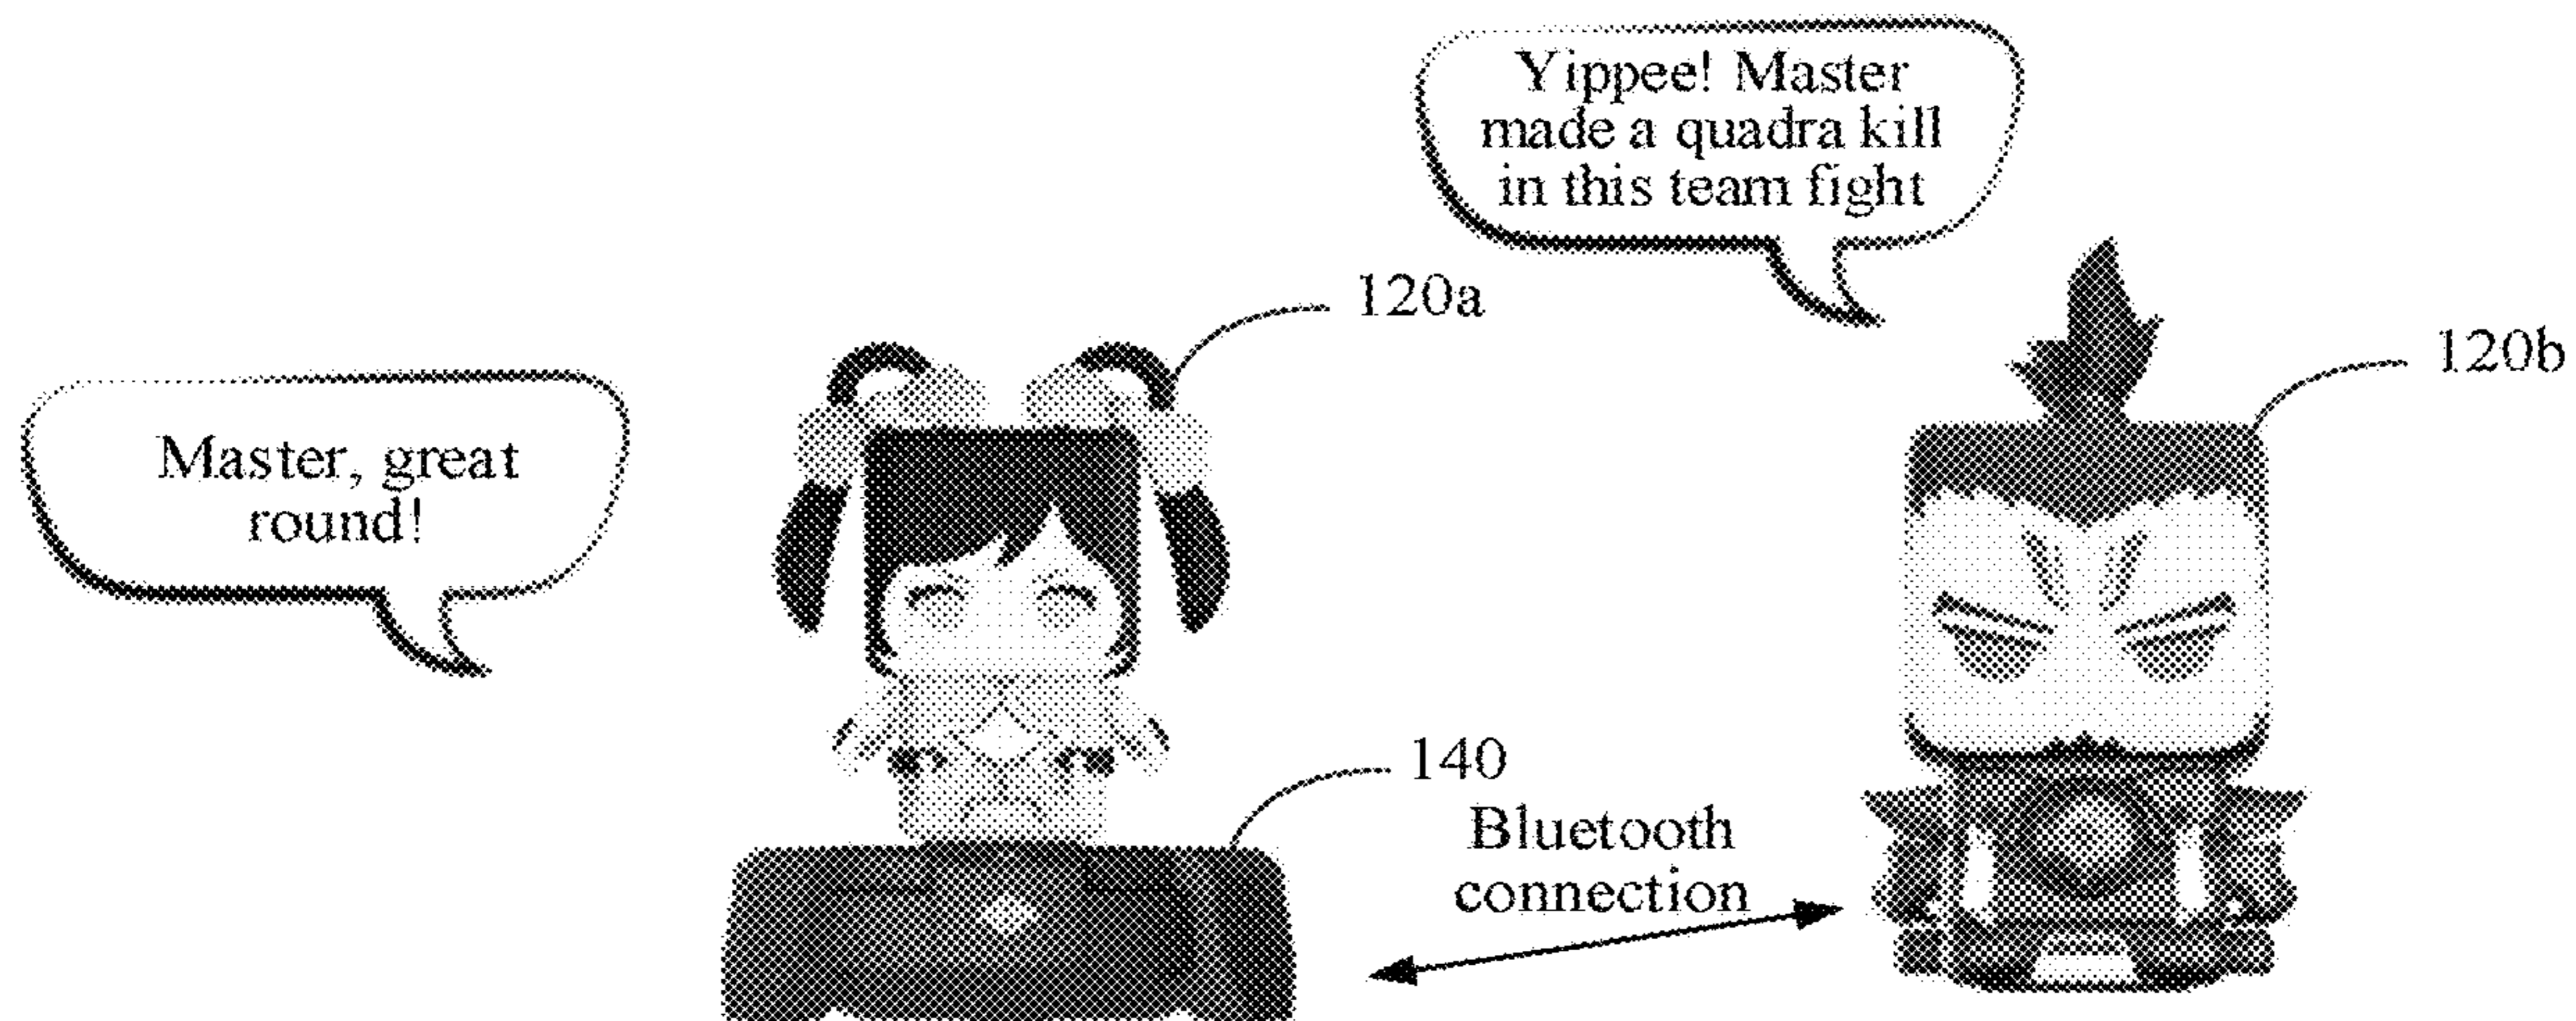 Yippee! Master
made a quadra kill
in this team fight
120a
120b
Master, great
round!
140
Bluetooth
connection